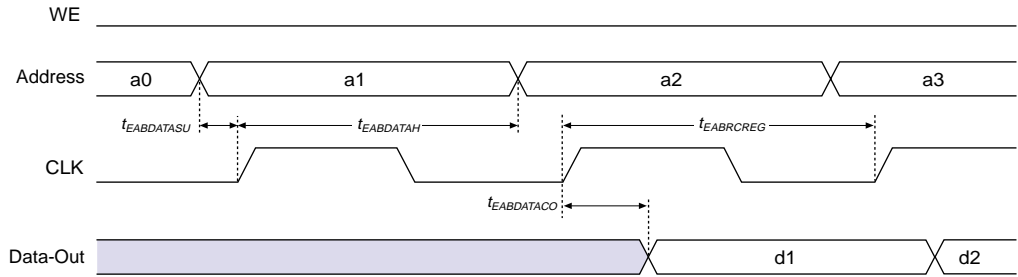 WE
Address a0 a1 a2 a3
tEABDATASU tEABDATAH tEABRCREG
CLK
tEABDATACO
Data-Out d1 d2